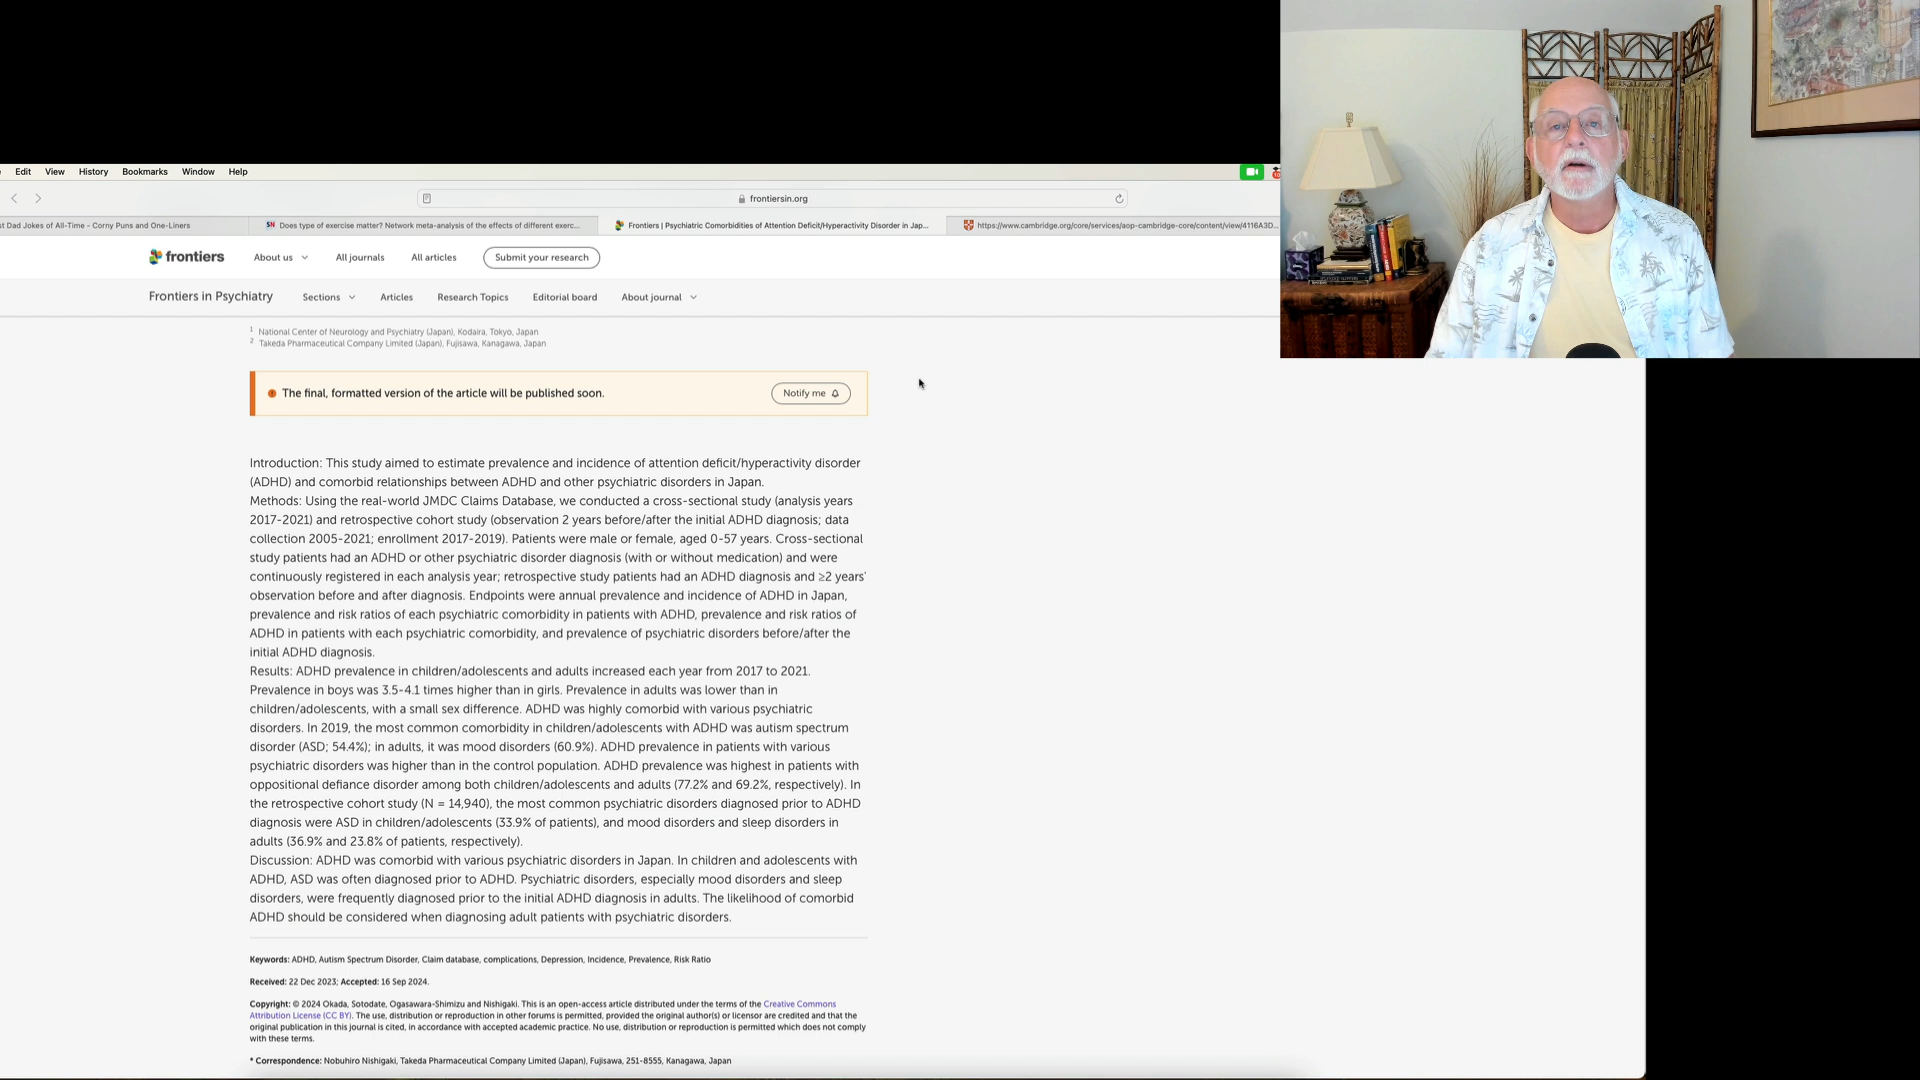 Edit View History Bookmarks Window Help
frontiersin.org
st Dad Jokes of All-Time - Corny Puns and One-Liners
SN Does type of exercise matter? Network meta-analysis of the effects of different exerc...
Frontiers | Psychiatric Comorbidities of Attention Deficit/Hyperactivity Disorder in Jap...
https://www.cambridge.org/core/services/aop-cambridge-core/content/view/4116A3D...
frontiers About us All journals All articles Submit your research
Frontiers in Psychiatry Sections Articles Research Topics Editorial board About journal
1 National Center of Neurology and Psychiatry (Japan), Kodaira, Tokyo, Japan
2 Takeda Pharmaceutical Company Limited (Japan), Fujisawa, Kanagawa, Japan
The final, formatted version of the article will be published soon. Notify me
Introduction: This study aimed to estimate prevalence and incidence of attention deficit/hyperactivity disorder
(ADHD) and comorbid relationships between ADHD and other psychiatric disorders in Japan.
Methods: Using the real-world JMDC Claims Database, we conducted a cross-sectional study (analysis years
2017-2021) and retrospective cohort study (observation 2 years before/after the initial ADHD diagnosis; data
collection 2005-2021; enrollment 2017-2019). Patients were male or female, aged 0-57 years. Cross-sectional
study patients had an ADHD or other psychiatric disorder diagnosis (with or without medication) and were
continuously registered in each analysis year; retrospective study patients had an ADHD diagnosis and ≥2 years'
observation before and after diagnosis. Endpoints were annual prevalence and incidence of ADHD in Japan,
prevalence and risk ratios of each psychiatric comorbidity in patients with ADHD, prevalence and risk ratios of
ADHD in patients with each psychiatric comorbidity, and prevalence of psychiatric disorders before/after the
initial ADHD diagnosis.
Results: ADHD prevalence in children/adolescents and adults increased each year from 2017 to 2021.
Prevalence in boys was 3.5-4.1 times higher than in girls. Prevalence in adults was lower than in
children/adolescents, with a small sex difference. ADHD was highly comorbid with various psychiatric
disorders. In 2019, the most common comorbidity in children/adolescents with ADHD was autism spectrum
disorder (ASD; 54.4%); in adults, it was mood disorders (60.9%). ADHD prevalence in patients with various
psychiatric disorders was higher than in the control population. ADHD prevalence was highest in patients with
oppositional defiance disorder among both children/adolescents and adults (77.2% and 69.2%, respectively). In
the retrospective cohort study (N = 14,940), the most common psychiatric disorders diagnosed prior to ADHD
diagnosis were ASD in children/adolescents (33.9% of patients), and mood disorders and sleep disorders in
adults (36.9% and 23.8% of patients, respectively).
Discussion: ADHD was comorbid with various psychiatric disorders in Japan. In children and adolescents with
ADHD, ASD was often diagnosed prior to ADHD. Psychiatric disorders, especially mood disorders and sleep
disorders, were frequently diagnosed prior to the initial ADHD diagnosis in adults. The likelihood of comorbid
ADHD should be considered when diagnosing adult patients with psychiatric disorders.
Keywords: ADHD, Autism Spectrum Disorder, Claim database, complications, Depression, Incidence, Prevalence, Risk Ratio
Received: 22 Dec 2023; Accepted: 16 Sep 2024.
Copyright: © 2024 Okada, Sotodate, Ogasawara-Shimizu and Nishigaki. This is an open-access article distributed under the terms of the Creative Commons
Attribution License (CC BY). The use, distribution or reproduction in other forums is permitted, provided the original author(s) or licensor are credited and that the
original publication in this journal is cited, in accordance with accepted academic practice. No use, distribution or reproduction is permitted which does not comply
with these terms.
* Correspondence: Nobuhiro Nishigaki, Takeda Pharmaceutical Company Limited (Japan), Fujisawa, 251-8555, Kanagawa, Japan